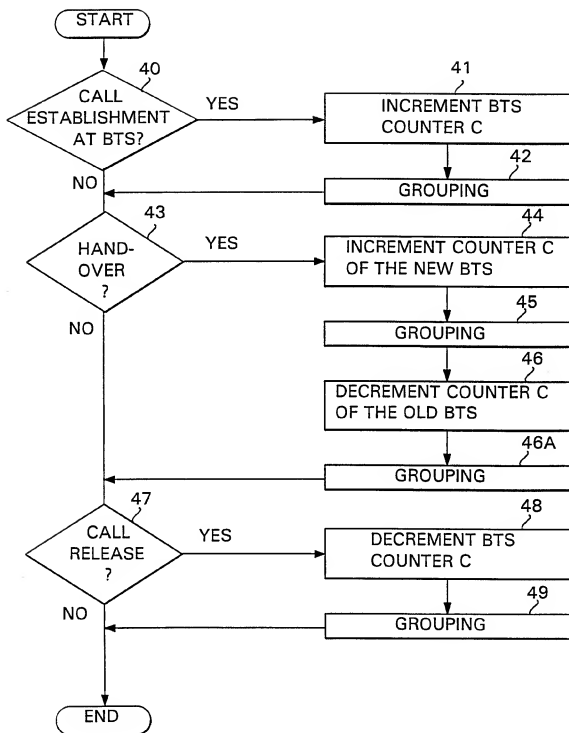 START
40
CALL
ESTABLISHMENT
AT BTS?
YES
41
INCREMENT BTS
COUNTER C
42
GROUPING
NO
43
HAND-
OVER
?
YES
44
INCREMENT COUNTER C
OF THE NEW BTS
45
GROUPING
46
DECREMENT COUNTER C
OF THE OLD BTS
46A
GROUPING
NO
47
CALL
RELEASE
?
YES
48
DECREMENT BTS
COUNTER C
49
GROUPING
NO
END